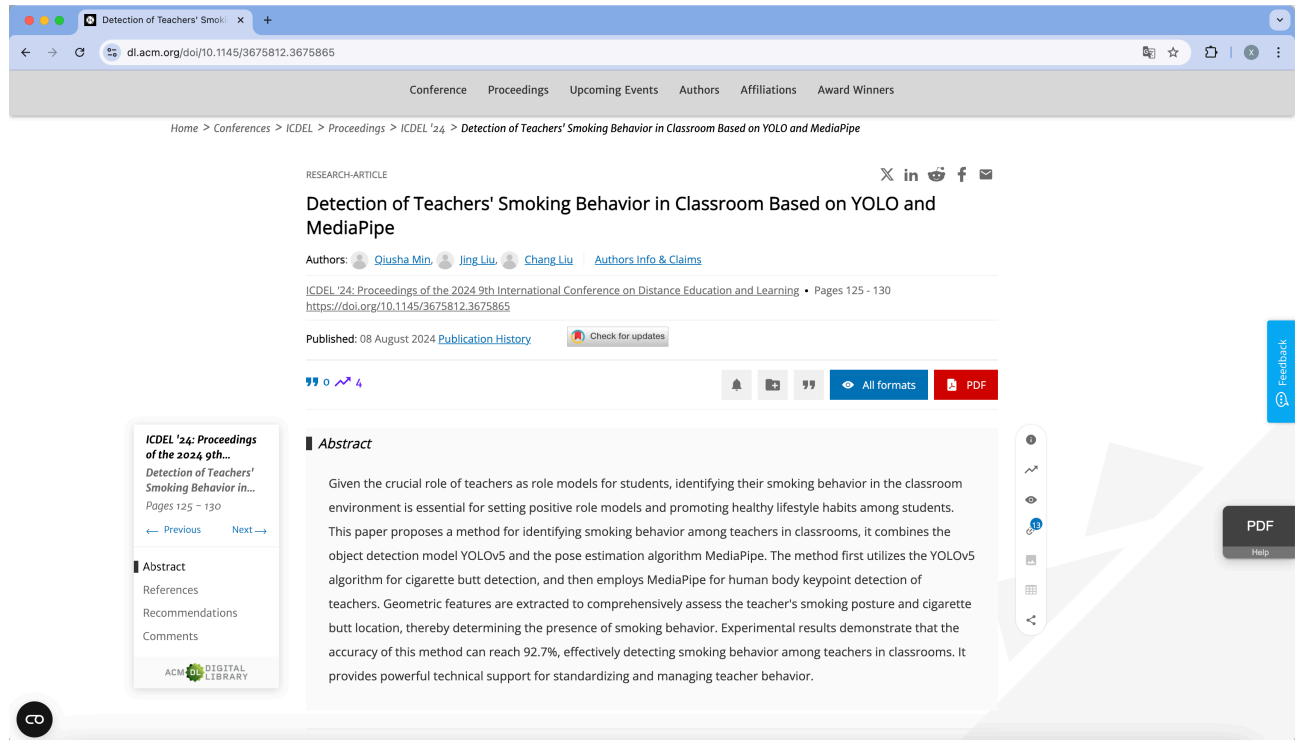 Detection of Teachers' Smoki
dl.acm.org/doi/10.1145/3675812.3675865
X
Conference Proceedings Upcoming Events Authors Affiliations Award Winners
Home > Conferences > ICDEL > Proceedings > ICDEL '24 > Detection of Teachers' Smoking Behavior in Classroom Based on YOLO and MediaPipe
RESEARCH-ARTICLE
Detection of Teachers' Smoking Behavior in Classroom Based on YOLO and
MediaPipe
Authors: Qiusha Min, Jing Liu, Chang Liu Authors Info & Claims
ICDEL '24: Proceedings of the 2024 9th International Conference on Distance Education and Learning • Pages 125 - 130
https://doi.org/10.1145/3675812.3675865
Published: 08 August 2024 Publication History
Check for updates
0 4
All formats
PDF
Feedback
ICDEL '24: Proceedings
of the 2024 9th...
Detection of Teachers'
Smoking Behavior in...
Pages 125 – 130
← Previous Next →
Abstract
References
Recommendations
Comments
ACM DL DIGITAL
LIBRARY
Abstract
Given the crucial role of teachers as role models for students, identifying their smoking behavior in the classroom
environment is essential for setting positive role models and promoting healthy lifestyle habits among students.
This paper proposes a method for identifying smoking behavior among teachers in classrooms, it combines the
object detection model YOLOv5 and the pose estimation algorithm MediaPipe. The method first utilizes the YOLOv5
algorithm for cigarette butt detection, and then employs MediaPipe for human body keypoint detection of
teachers. Geometric features are extracted to comprehensively assess the teacher's smoking posture and cigarette
butt location, thereby determining the presence of smoking behavior. Experimental results demonstrate that the
accuracy of this method can reach 92.7%, effectively detecting smoking behavior among teachers in classrooms. It
provides powerful technical support for standardizing and managing teacher behavior.
13
PDF
Help